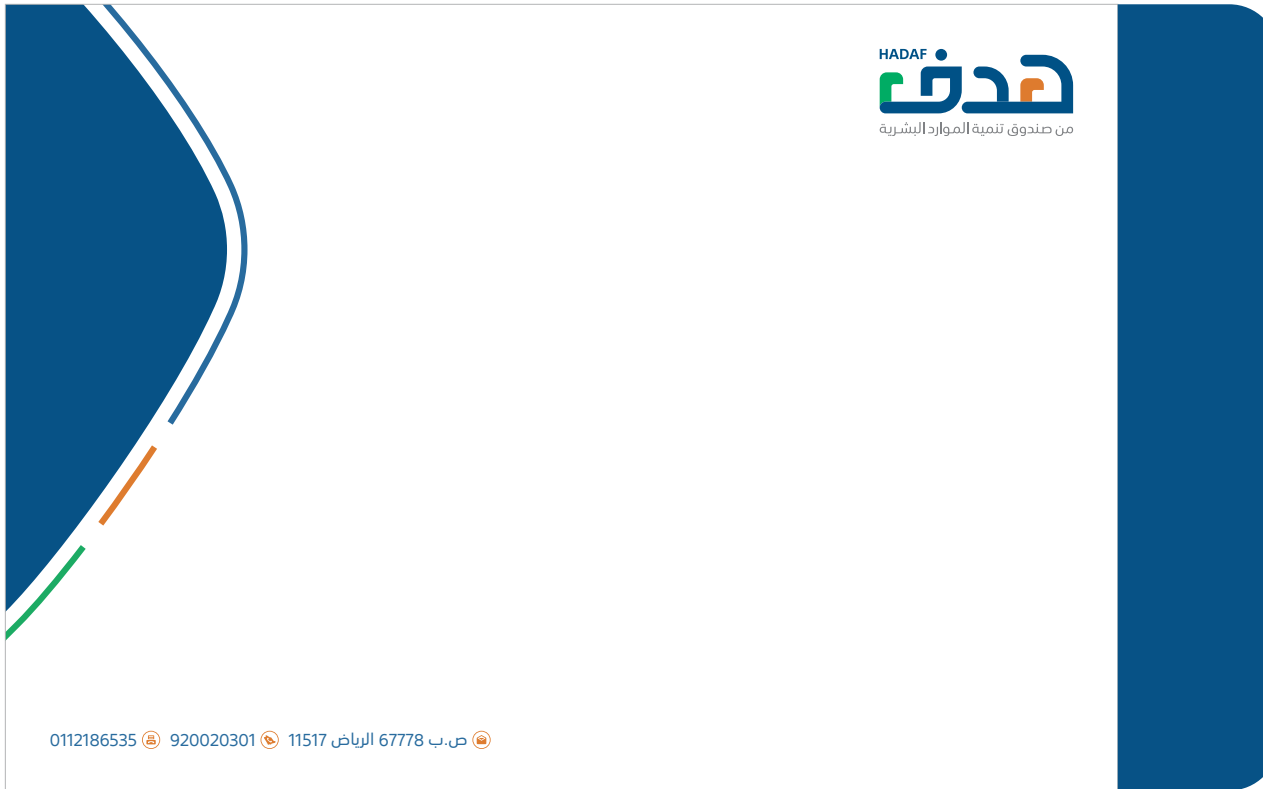 HADAF
هدف
من صندوق تنمية الموارد البشرية
ص.ب 67778 الرياض 11517 920020301 0112186535